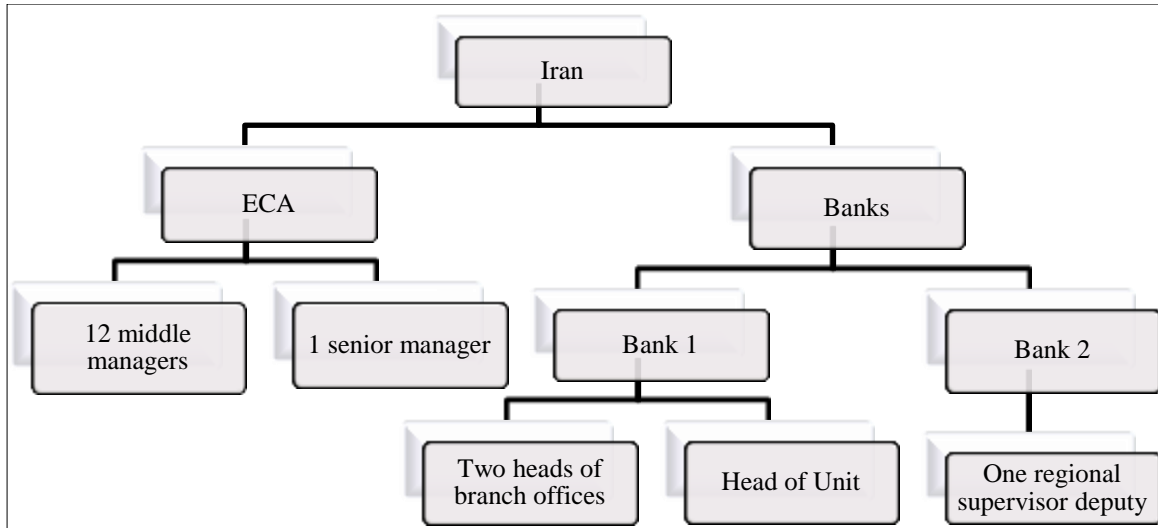 Iran
ECA
Banks
12 middle
managers
1 senior manager
Bank 1
Bank 2
Two heads of
branch offices
Head of Unit
One regional
supervisor deputy